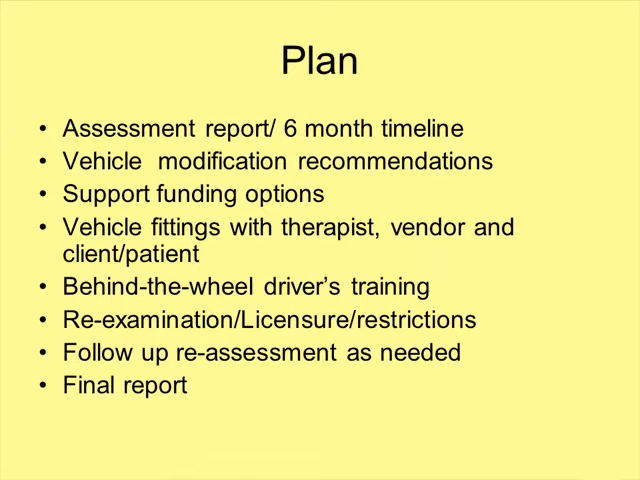 Plan
• Assessment report/ 6 month timeline
• Vehicle modification recommendations
• Support funding options
• Vehicle fittings with therapist, vendor and
client/patient
• Behind-the-wheel driver's training
• Re-examination/Licensure/restrictions
• Follow up re-assessment as needed
• Final report